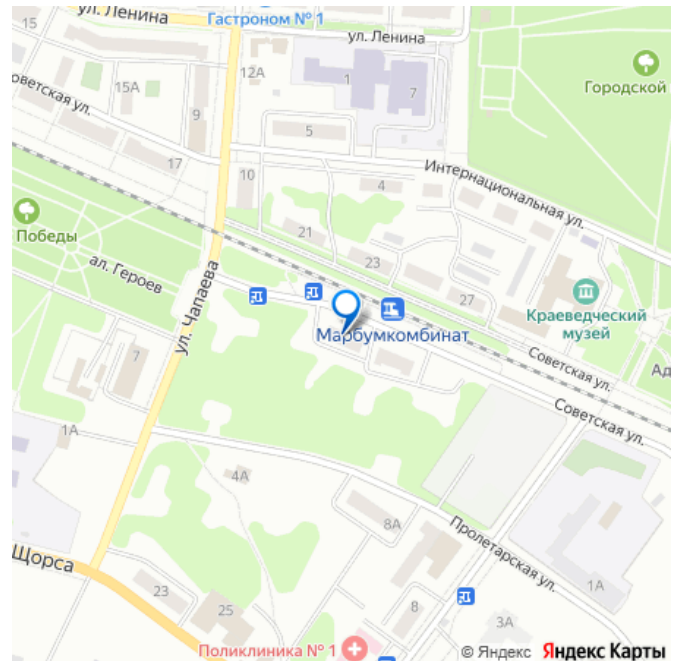 15
ул. Ленина
Гастроном № 1
ул. Ленина
12А
1
7
Городской
15А
9
5
17
10
4
Интернациональная ул.
Победы
21
23
27
ал. Героев
ул. Чапаева
Краеведческий
музей
Марбумкомбинат
Советская ул.
Ад
7
Советская ул.
1А
4А
8А
Пролетарская ул.
Щорса
23
25
8
1А
3А
Поликлиника № 1
© Яндекс Яндекс Карты